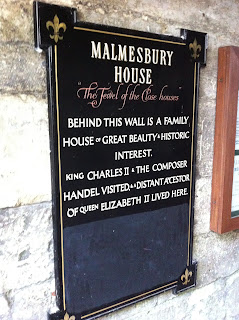 MALMESBURY
HOUSE
"The Jewel of the Close houses"
BEHIND THIS WALL IS A FAMILY
HOUSE OF GREAT BEAUTY & HISTORIC
INTEREST.
KING CHARLES II & THE COMPOSER
HANDEL VISITED, & A DISTANT ANCESTOR
OF QUEEN ELIZABETH II LIVED HERE.